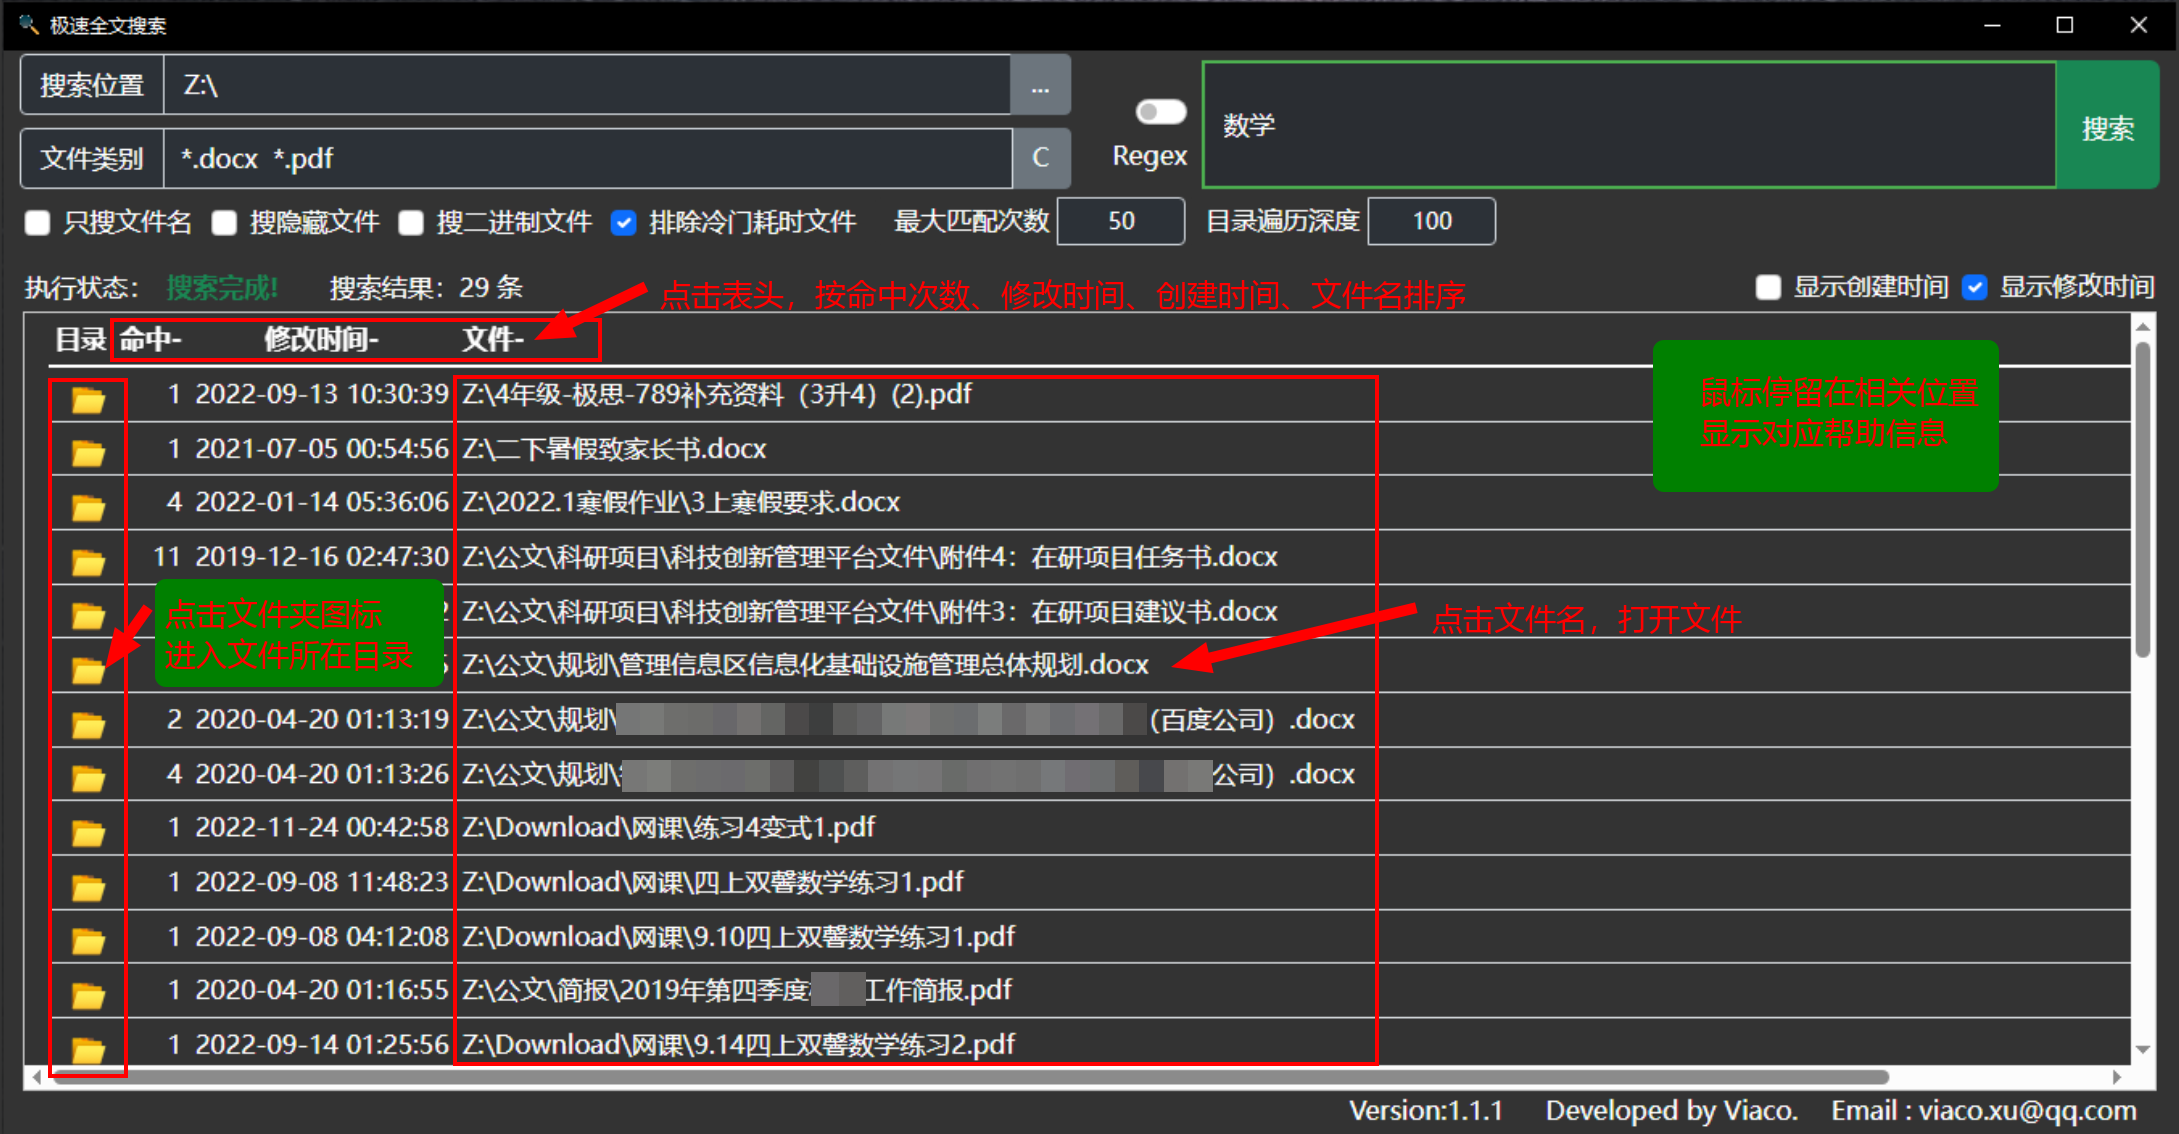 极速全文搜索
搜索位置 Z:\ ...
文件类别 *.docx *.pdf C
Regex
数学
搜索
只搜文件名 搜隐藏文件 搜二进制文件 排除冷门耗时文件 最大匹配次数 50 目录遍历深度 100
执行状态： 搜索完成! 搜索结果：29 条
点击表头，按命中次数、修改时间、创建时间、文件名排序
显示创建时间 显示修改时间
目录 命中- 修改时间- 文件-
鼠标停留在相关位置
显示对应帮助信息
1 2022-09-13 10:30:39 Z:\4年级-极思-789补充资料（3升4）(2).pdf
1 2021-07-05 00:54:56 Z:\二下暑假致家长书.docx
4 2022-01-14 05:36:06 Z:\2022.1寒假作业\3上寒假要求.docx
11 2019-12-16 02:47:30 Z:\公文\科研项目\科技创新管理平台文件\附件4：在研项目任务书.docx
Z:\公文\科研项目\科技创新管理平台文件\附件3：在研项目建议书.docx
点击文件夹图标
进入文件所在目录
点击文件名，打开文件
Z:\公文\规划\管理信息区信息化基础设施管理总体规划.docx
2 2020-04-20 01:13:19 Z:\公文\规划\ (百度公司）.docx
4 2020-04-20 01:13:26 Z:\公文\规划\ 公司）.docx
1 2022-11-24 00:42:58 Z:\Download\网课\练习4变式1.pdf
1 2022-09-08 11:48:23 Z:\Download\网课\四上双馨数学练习1.pdf
1 2022-09-08 04:12:08 Z:\Download\网课\9.10四上双馨数学练习1.pdf
1 2020-04-20 01:16:55 Z:\公文\简报\2019年第四季度 工作简报.pdf
1 2022-09-14 01:25:56 Z:\Download\网课\9.14四上双馨数学练习2.pdf
Version:1.1.1 Developed by Viaco. Email : viaco.xu@qq.com